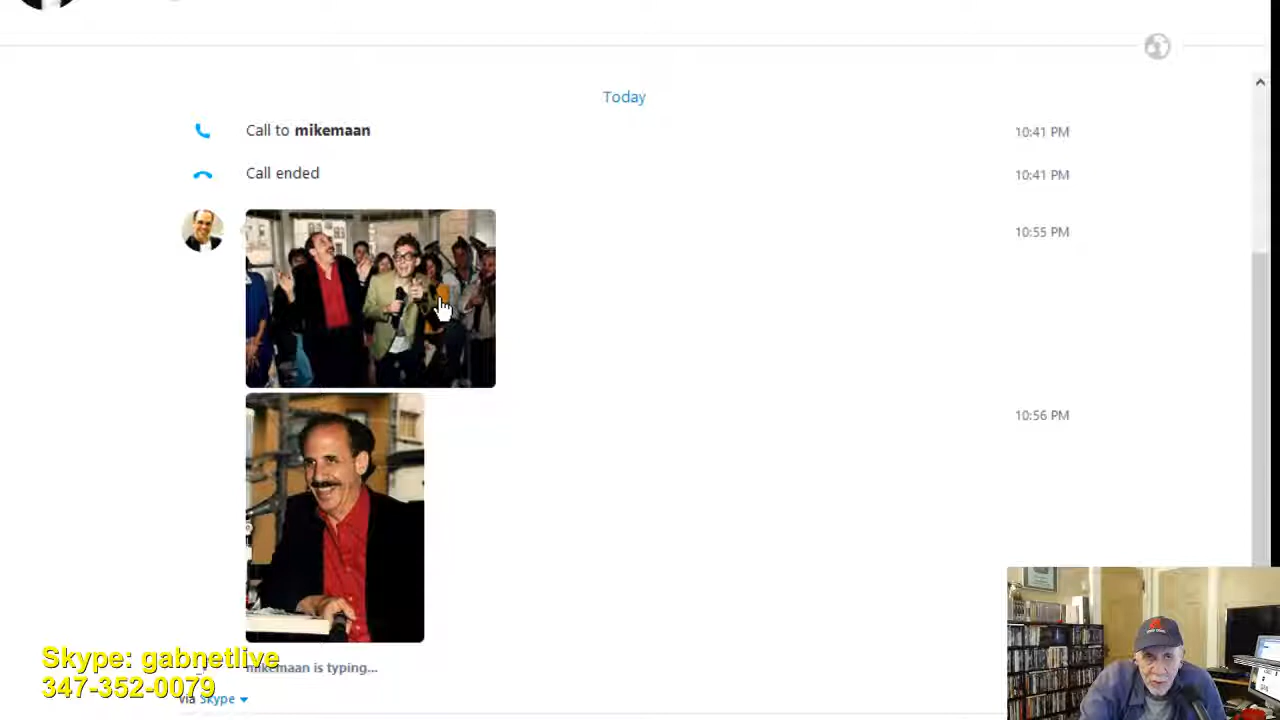 Today
Call to mikemaan 10:41 PM
Call ended 10:41 PM
10:55 PM
10:56 PM
mikemaan is typing...
Skype: gabnetlive
347-352-0079
via Skype